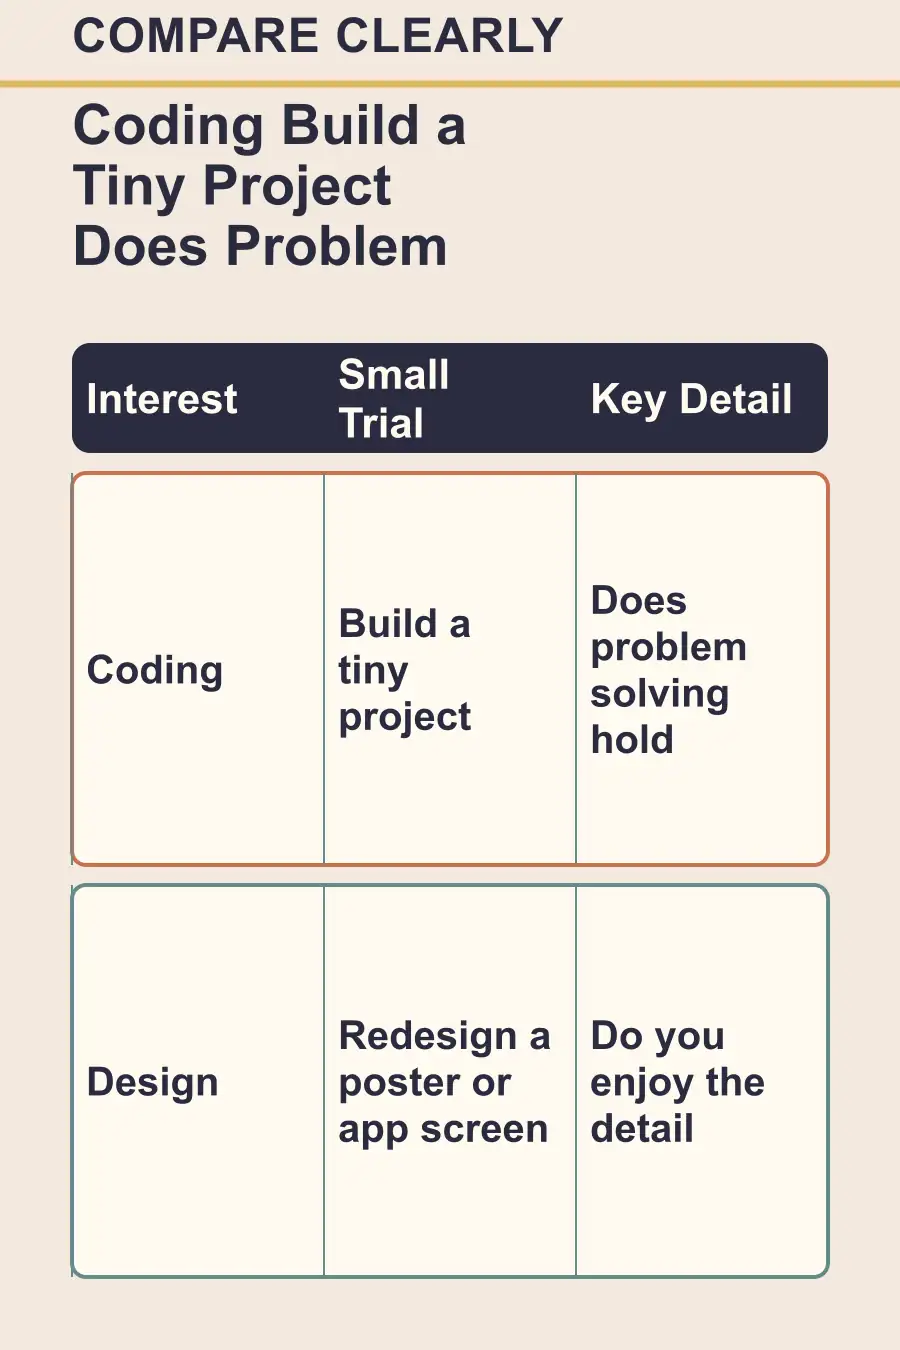 COMPARE CLEARLY
Coding Build a
Tiny Project
Does Problem
Interest
Small
Trial
Key Detail
Coding
Build a
tiny
project
Does
problem
solving
hold
Design
Redesign a
poster or
app screen
Do you
enjoy the
detail